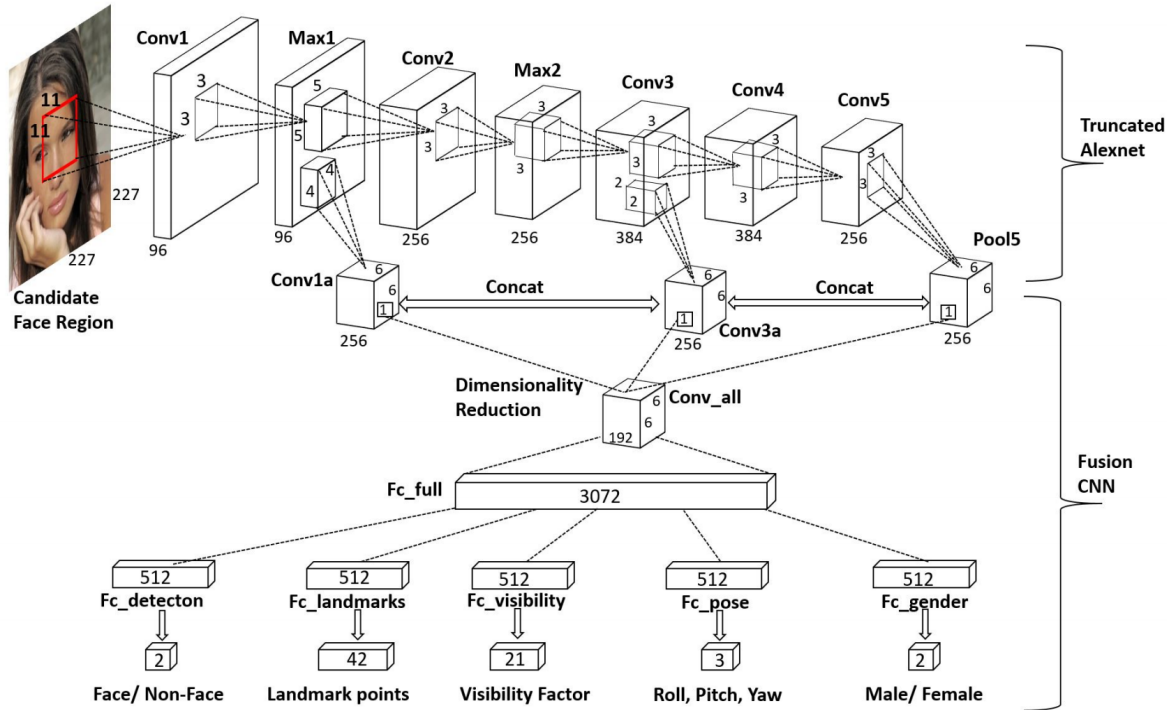 Conv1
Max1
Conv2
Max2
Conv3
Conv4
Conv5
11
11
3
3
5
5
3
3
3
3
3
3
3
3
3
3
4
4
2
2
227
227
96
96
256
256
384
384
256
Truncated
Alexnet
Candidate
Face Region
Conv1a
6
6
1
256
Concat
6
6
1
256
Conv3a
Concat
Pool5
6
6
1
256
Dimensionality
Reduction
Conv_all
6
6
192
Fusion
CNN
Fc_full
3072
512
512
512
512
512
Fc_detecton
Fc_landmarks
Fc_visibility
Fc_pose
Fc_gender
2
42
21
3
2
Face/ Non-Face
Landmark points
Visibility Factor
Roll, Pitch, Yaw
Male/ Female